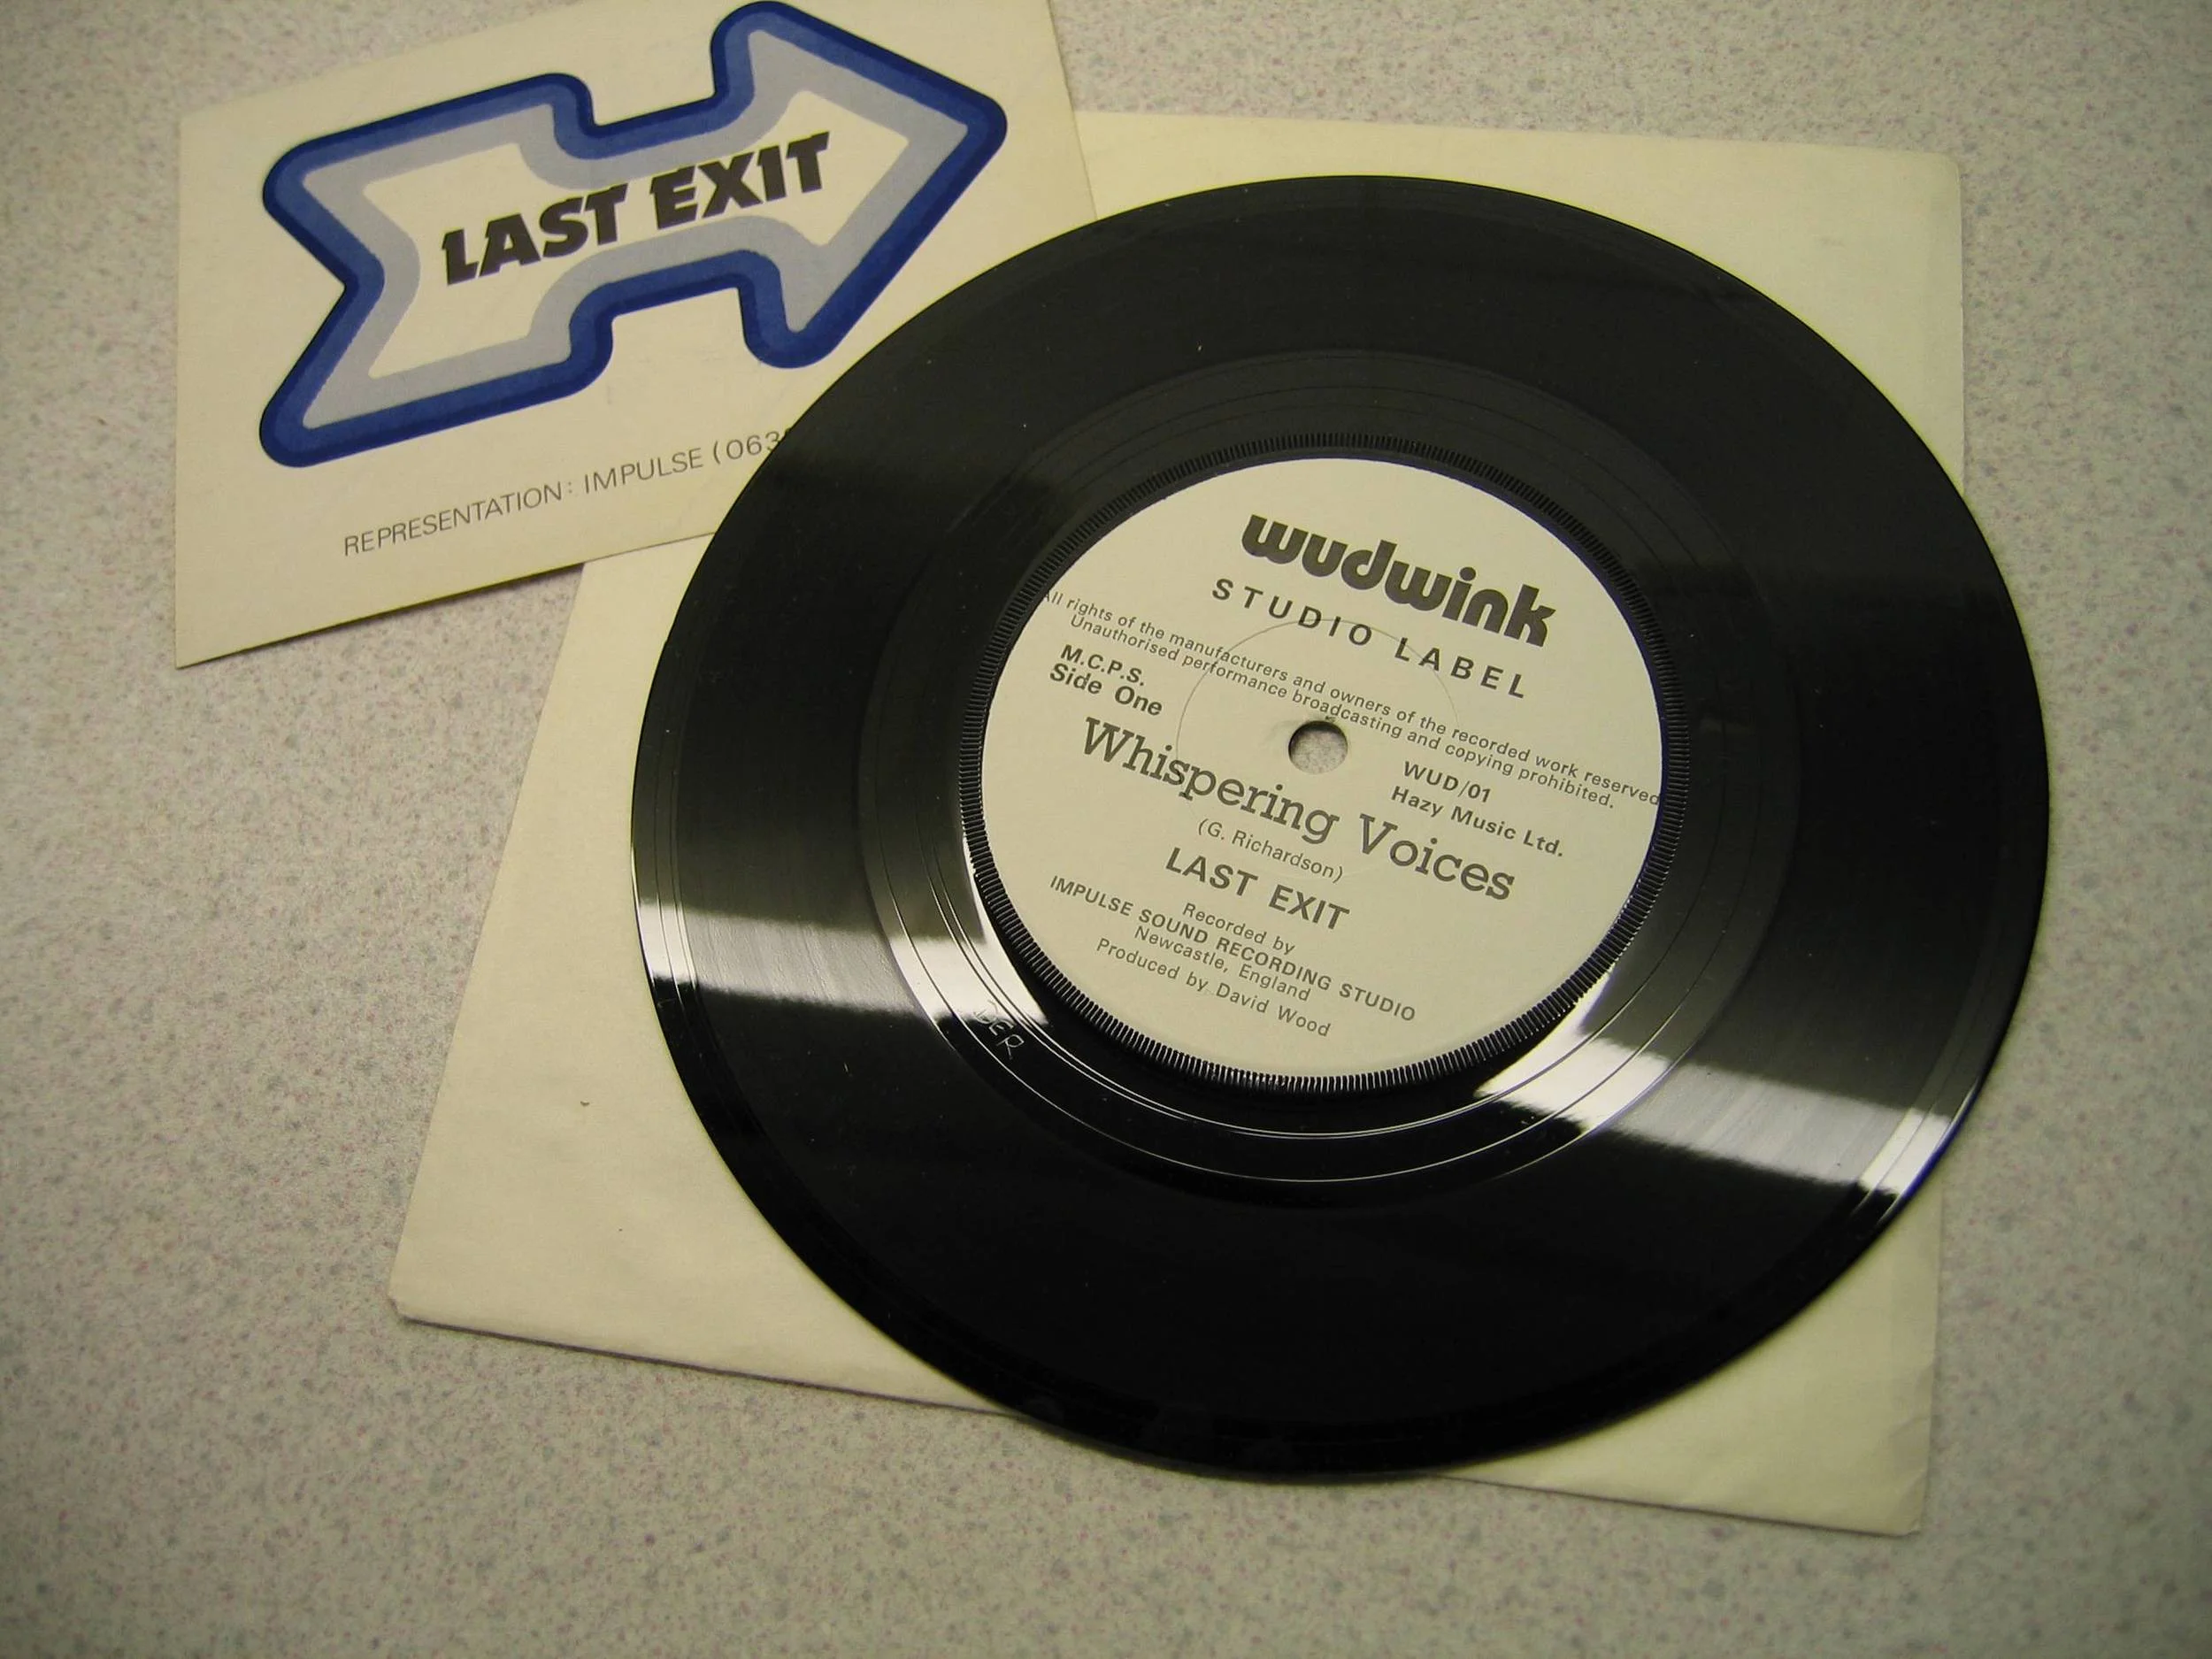 LAST EXIT
REPRESENTATION: IMPULSE (063
wudwink
STUDIO LABEL
All rights of the manufacturers and owners of the recorded work reserved
Unauthorised performance broadcasting and copying prohibited.
M.C.P.S.
Side One
WUD/01
Hazy Music Ltd.
Whispering Voices
(G. Richardson)
LAST EXIT
Recorded by
IMPULSE SOUND RECORDING STUDIO
Newcastle, England
Produced by David Wood